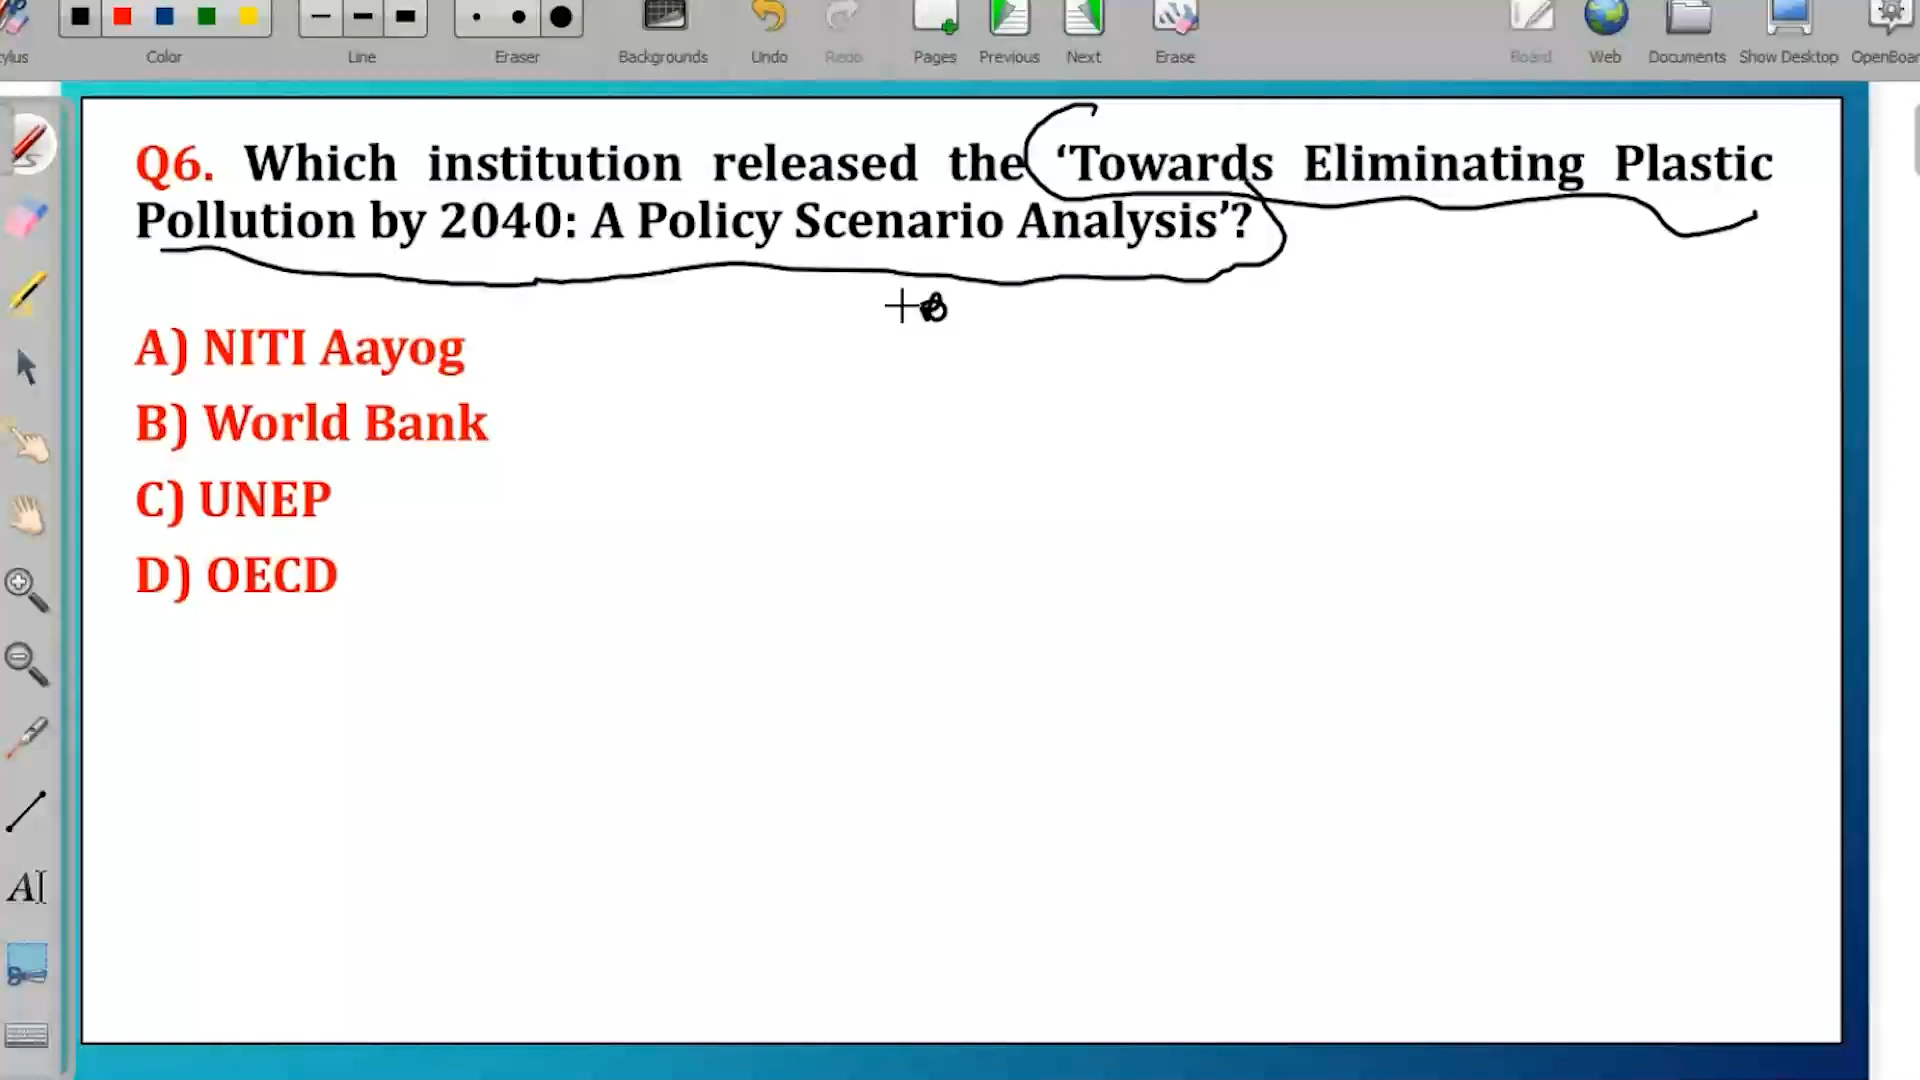 tylus
Color
Line
Eraser
Backgrounds
Undo
Redo
Pages
Previous
Next
Erase
Board
Web
Documents
Show Desktop
OpenBoar
Q6. Which institution released the ‘Towards Eliminating Plastic
Pollution by 2040: A Policy Scenario Analysis’?
A) NITI Aayog
B) World Bank
C) UNEP
D) OECD